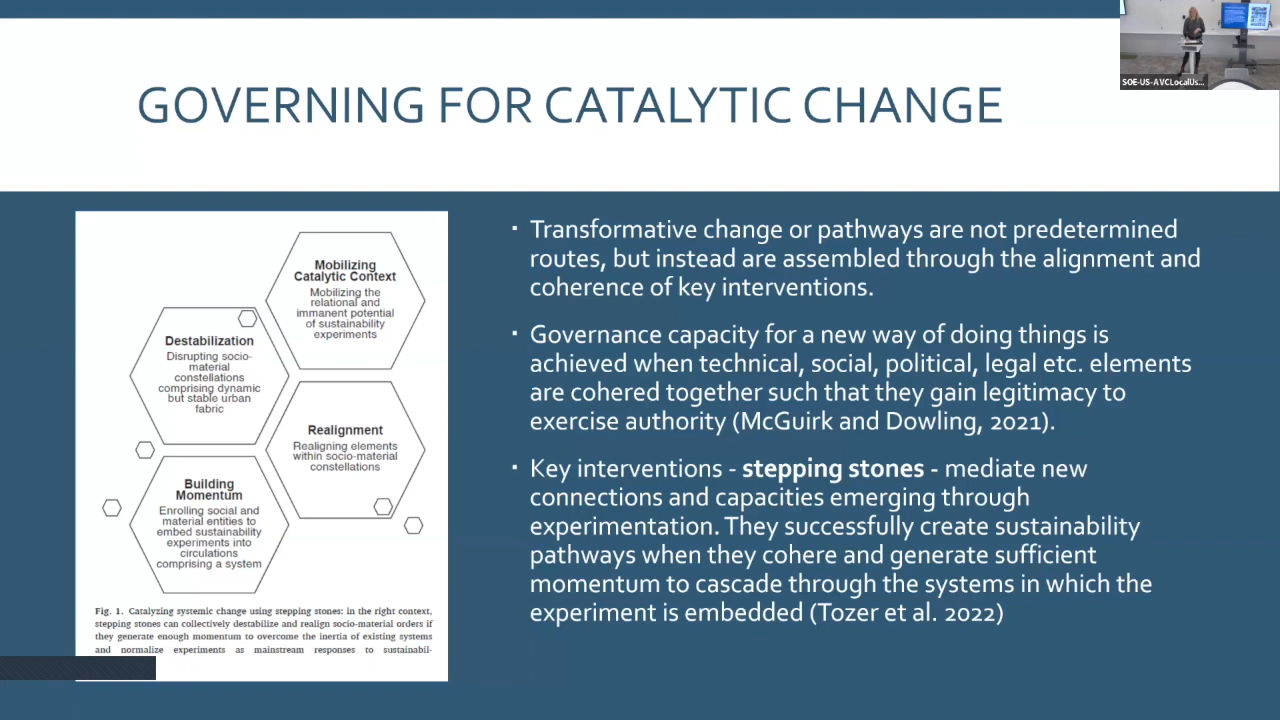 SOE-US-AVCLocalUs...
GOVERNING FOR CATALYTIC CHANGE
Mobilizing
Catalytic Context
Mobilizing the
relational and
immanent potential
of sustainability
experiments
Destabilization
Disrupting socio-
material
constellations
comprising dynamic
but stable urban
fabric
Realignment
Realigning elements
within socio-material
constellations
Building
Momentum
Enrolling social and
material entities to
embed sustainability
experiments into
circulations
comprising a system
Fig. 1. Catalyzing systemic change using stepping stones: in the right context,
stepping stones can collectively destabilize and realign socio-material orders if
they generate enough momentum to overcome the inertia of existing systems
and normalize experiments as mainstream responses to sustainabil-
▪ Transformative change or pathways are not predetermined
routes, but instead are assembled through the alignment and
coherence of key interventions.
▪ Governance capacity for a new way of doing things is
achieved when technical, social, political, legal etc. elements
are cohered together such that they gain legitimacy to
exercise authority (McGuirk and Dowling, 2021).
▪ Key interventions - stepping stones - mediate new
connections and capacities emerging through
experimentation. They successfully create sustainability
pathways when they cohere and generate sufficient
momentum to cascade through the systems in which the
experiment is embedded (Tozer et al. 2022)